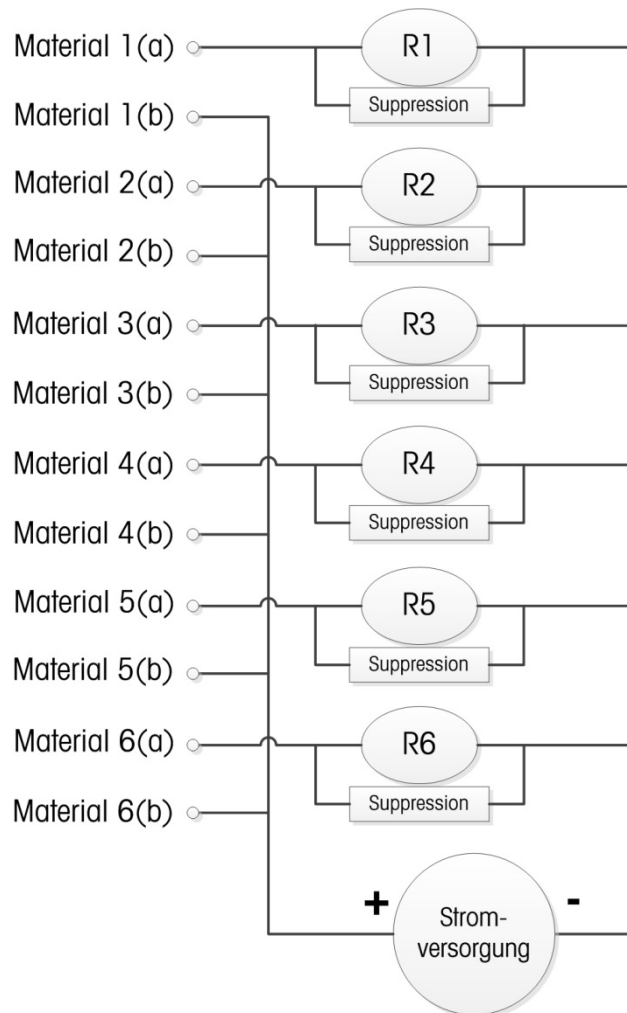 Material 1(a)
R1
Suppression
Material 1(b)
Material 2(a)
R2
Suppression
Material 2(b)
Material 3(a)
R3
Suppression
Material 3(b)
Material 4(a)
R4
Suppression
Material 4(b)
Material 5(a)
R5
Suppression
Material 5(b)
Material 6(a)
R6
Suppression
Material 6(b)
+
-
Strom-
versorgung